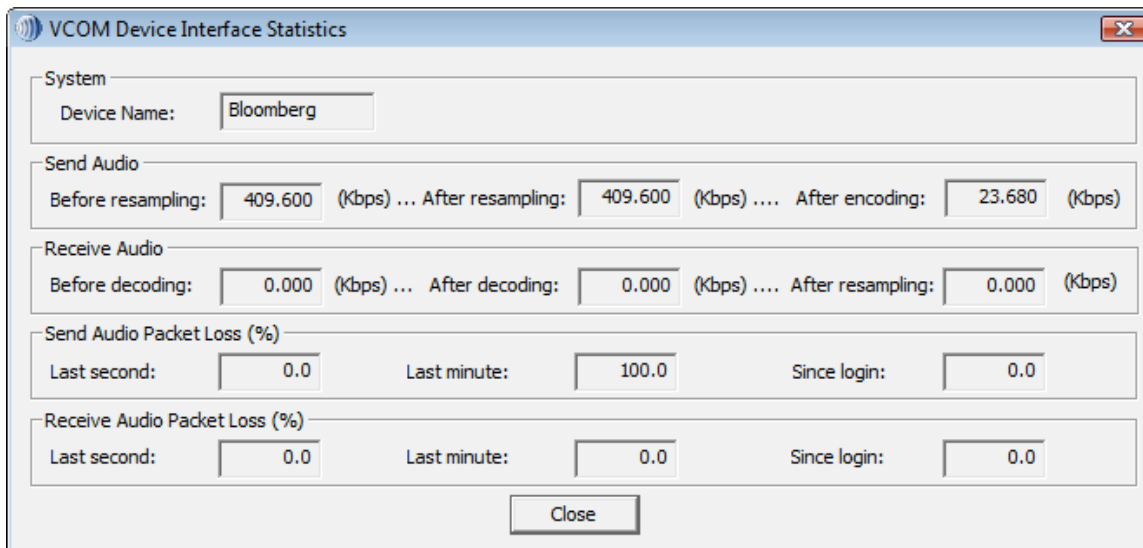 VCOM Device Interface Statistics
System
Device Name: Bloomberg
Send Audio
Before resampling: 409.600 (Kbps) ... After resampling: 409.600 (Kbps) .... After encoding: 23.680 (Kbps)
Receive Audio
Before decoding: 0.000 (Kbps) ... After decoding: 0.000 (Kbps) .... After resampling: 0.000 (Kbps)
Send Audio Packet Loss (%)
Last second: 0.0 Last minute: 100.0 Since login: 0.0
Receive Audio Packet Loss (%)
Last second: 0.0 Last minute: 0.0 Since login: 0.0
Close